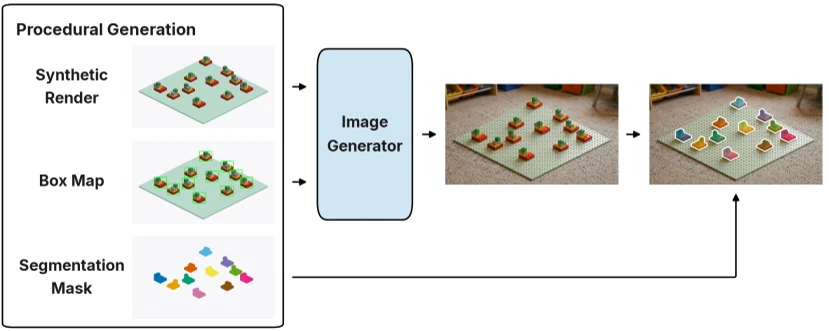 Procedural Generation
Synthetic
Render
Box Map
Segmentation
Mask
Image
Generator